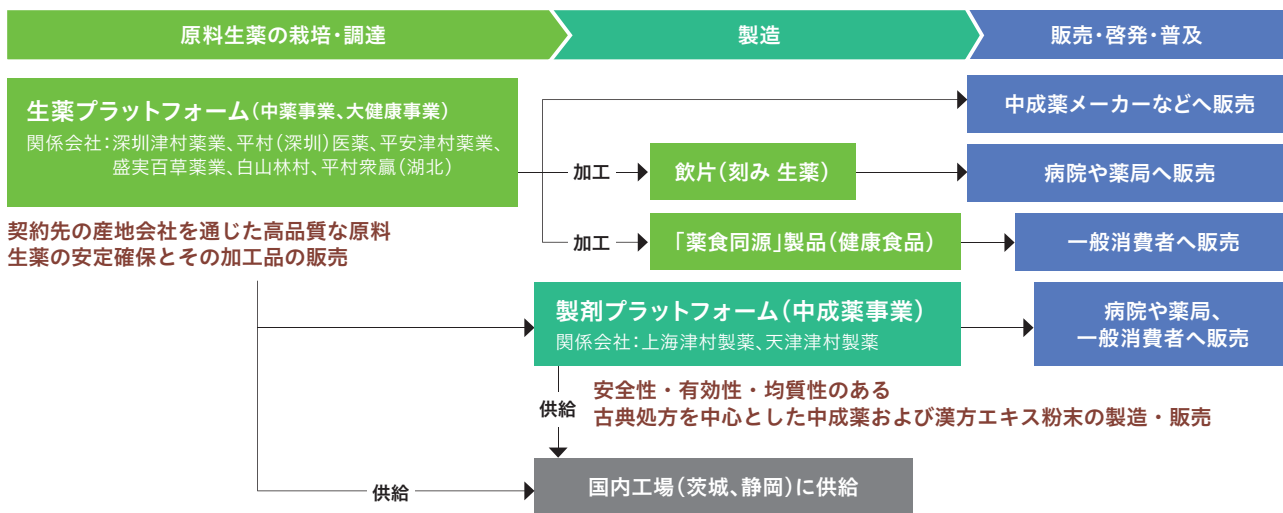 原料生薬の栽培・調達
製造
販売・啓発・普及
生薬プラットフォーム(中薬事業、大健康事業)
関係会社:深圳津村薬業、平村(深圳)医薬、平安津村薬業、
盛実百草薬業、白山林村、平村衆贏(湖北)
中成薬メーカーなどへ販売
加工
飲片(刻み 生薬)
病院や薬局へ販売
契約先の産地会社を通じた高品質な原料
生薬の安定確保とその加工品の販売
加工
「薬食同源」製品(健康食品)
一般消費者へ販売
製剤プラットフォーム(中成薬事業)
関係会社:上海津村製薬、天津津村製薬
病院や薬局、
一般消費者へ販売
供給
安全性・有効性・均質性のある
古典処方を中心とした中成薬および漢方エキス粉末の製造・販売
供給
国内工場(茨城、静岡)に供給